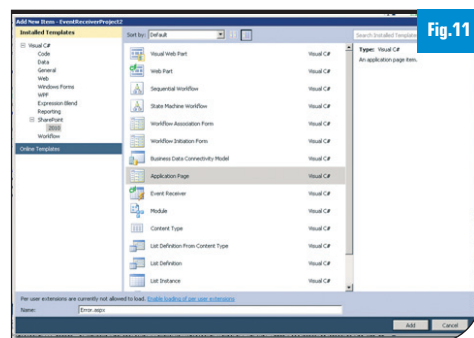 Add New Item - EventReceiverProject2
Fig.11
Installed Templates
Sort by: Default
Search Installed Templates
Visual C#
Code
Data
General
Web
Windows Forms
WPF
Expression Blend
Reporting
SharePoint
2010
Workflow
Online Templates
Visual Web Part Visual C#
Web Part Visual C#
Sequential Workflow Visual C#
State Machine Workflow Visual C#
Workflow Association Form Visual C#
Workflow Initiation Form Visual C#
Business Data Connectivity Model Visual C#
Application Page Visual C#
Event Receiver Visual C#
Module Visual C#
Content Type Visual C#
List Definition From Content Type Visual C#
List Definition Visual C#
List Instance Visual C#
Type: Visual C#
An application page item.
Per user extensions are currently not allowed to load. Enable loading of per user extensions
Name: Error.aspx
Add Cancel